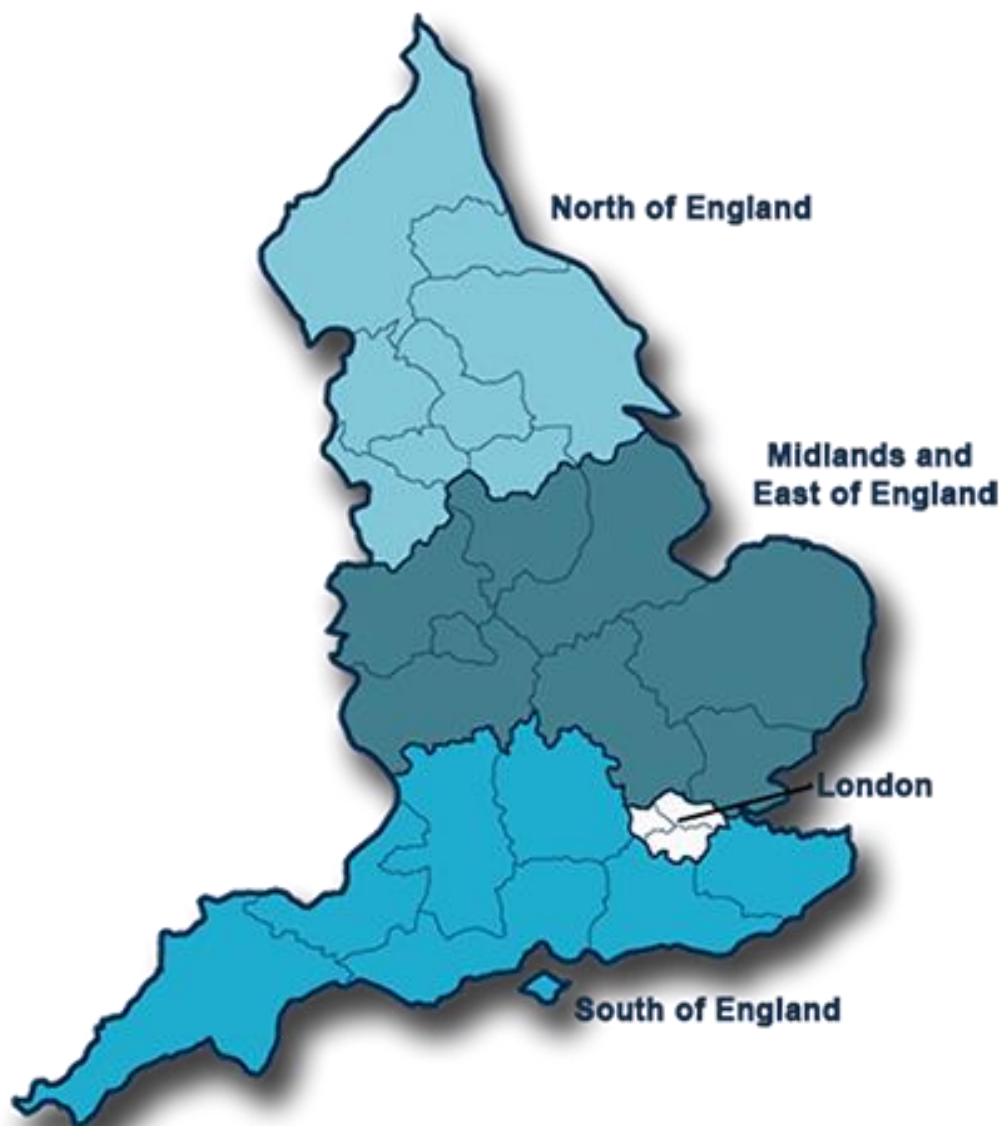 North of England
Midlands and
East of England
London
South of England